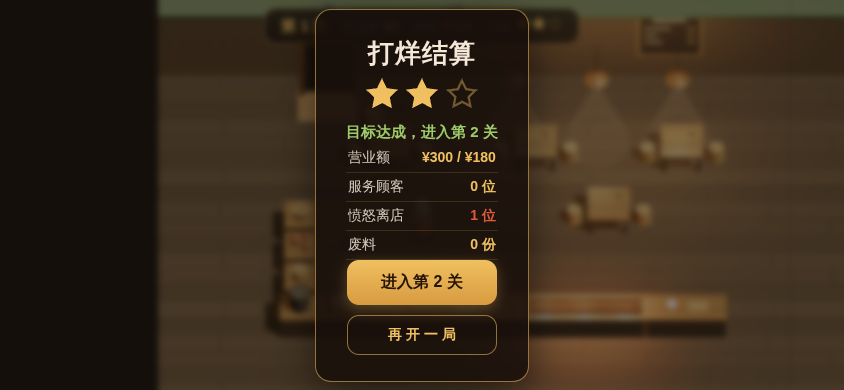 打烊结算
目标达成，进入第 2 关
营业额 ¥300 / ¥180
服务顾客 0 位
愤怒离店 1 位
废料 0 份
进入第 2 关
再开一局